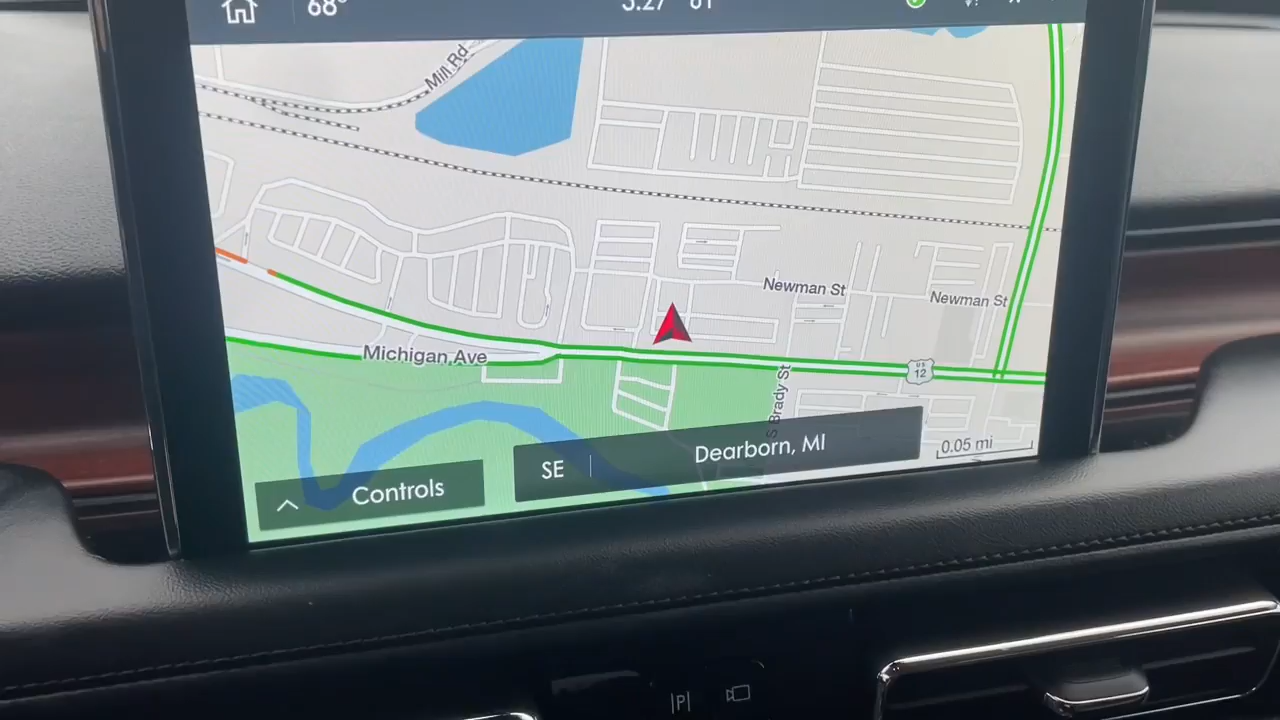 68°
Mill Rd
Newman St
Newman St
Michigan Ave
US
12
S Brady St
0.05 mi
SE
Dearborn, MI
Controls
P